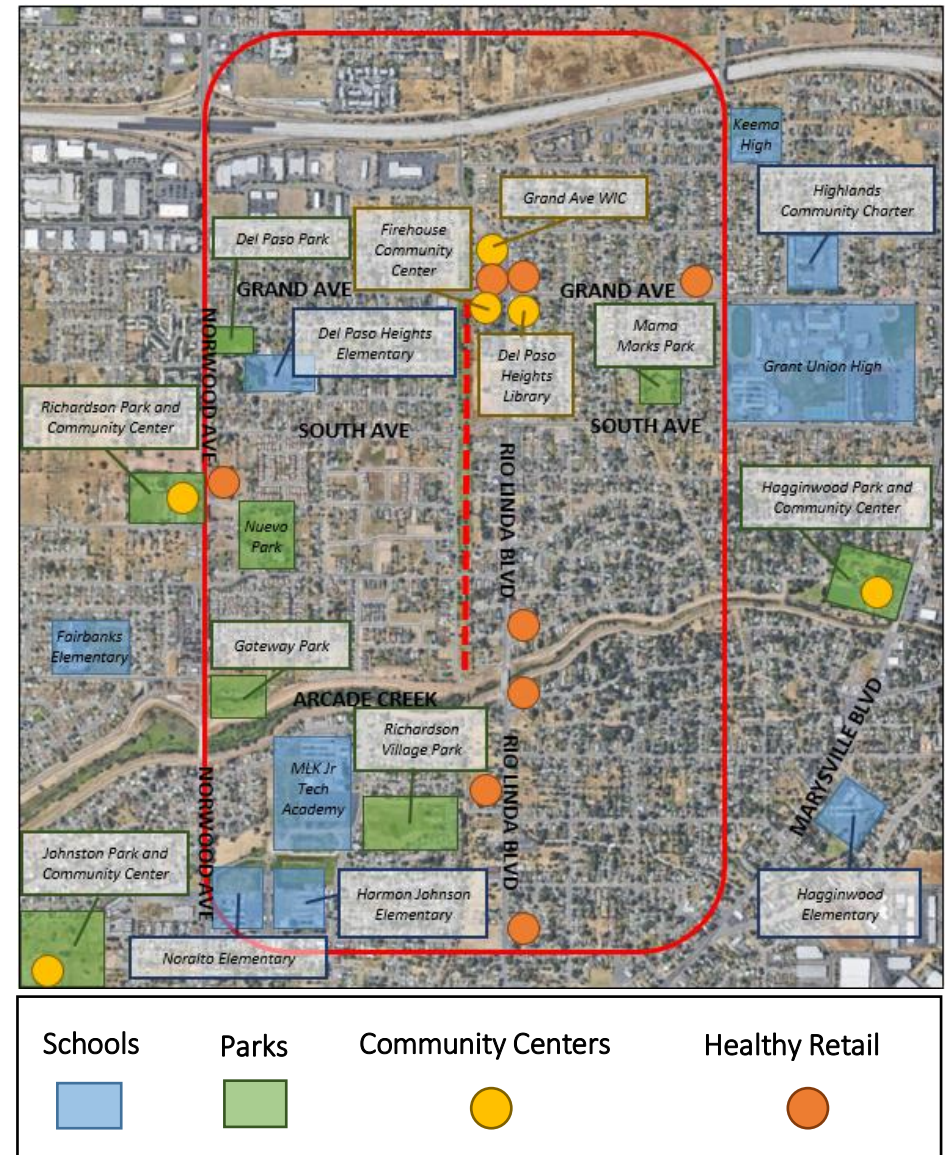 Keema
High
Highlands
Community Charter
Grand Ave WIC
Firehouse
Community
Center
Del Paso Park
GRAND AVE
GRAND AVE
NORWOOD AVE
Del Paso Heights
Elementary
Mama
Marks Park
Del Paso
Heights
Library
Grant Union High
Richardson Park and
Community Center
SOUTH AVE
SOUTH AVE
RIO LINDA BLVD
Hagginwood Park and
Community Center
Nuevo
Park
Fairbanks
Elementary
Gateway Park
ARCADE CREEK
Richardson
Village Park
MLK Jr
Tech
Academy
NORWOOD AVE
RIO LINDA BLVD
MARYSVILLE BLVD
Johnston Park and
Community Center
Harmon Johnson
Elementary
Hagginwood
Elementary
Noralto Elementary
Schools
Parks
Community Centers
Healthy Retail